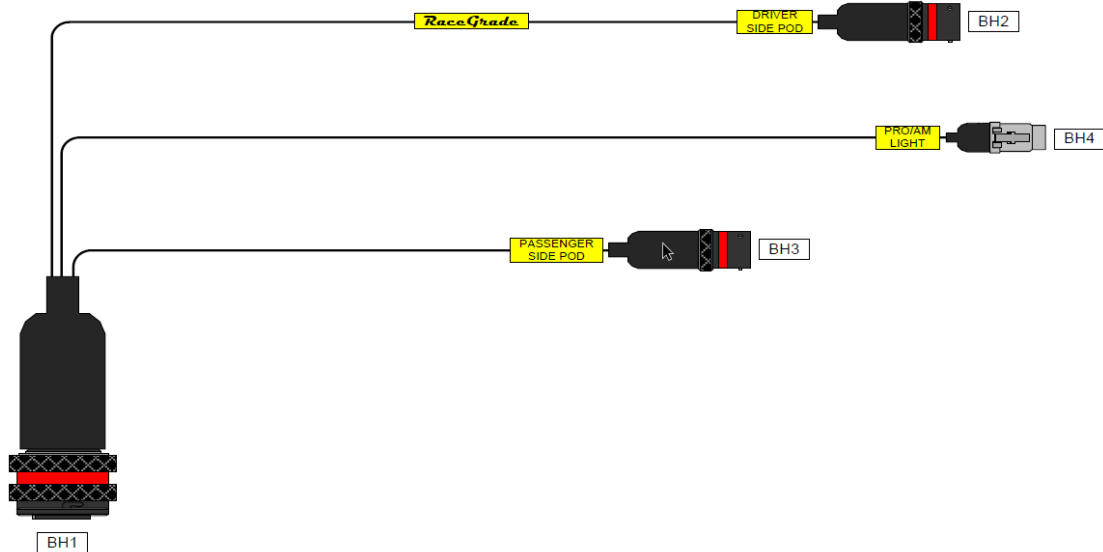 RaceGrade
DRIVER
SIDE POD
BH2
PRO/AM
LIGHT
BH4
PASSENGER
SIDE POD
BH3
BH1